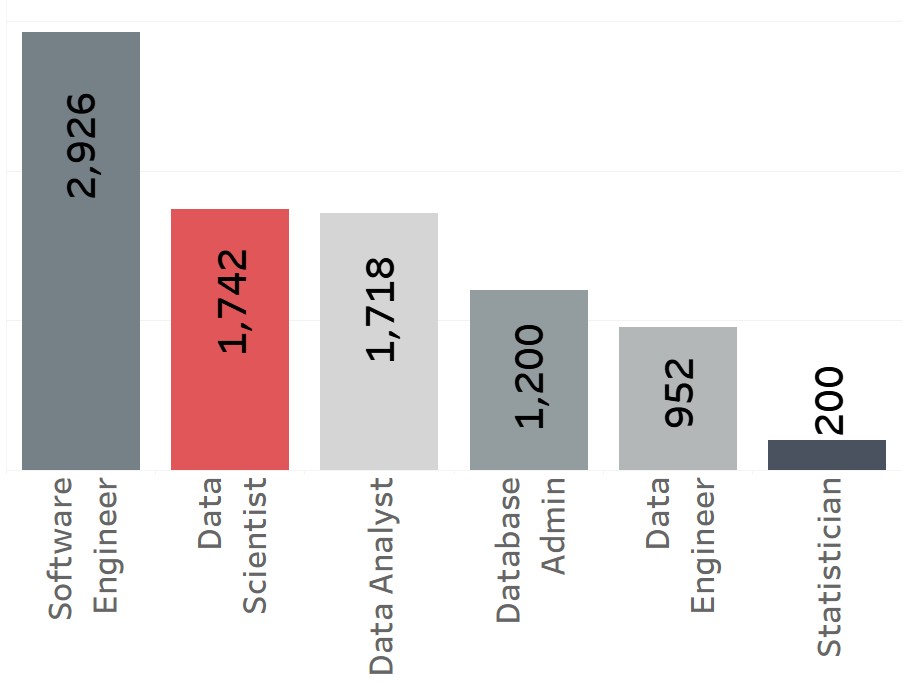 2,926
1,742
1,718
1,200
952
200
Software
Engineer
Data
Scientist
Data Analyst
Database
Admin
Data
Engineer
Statistician